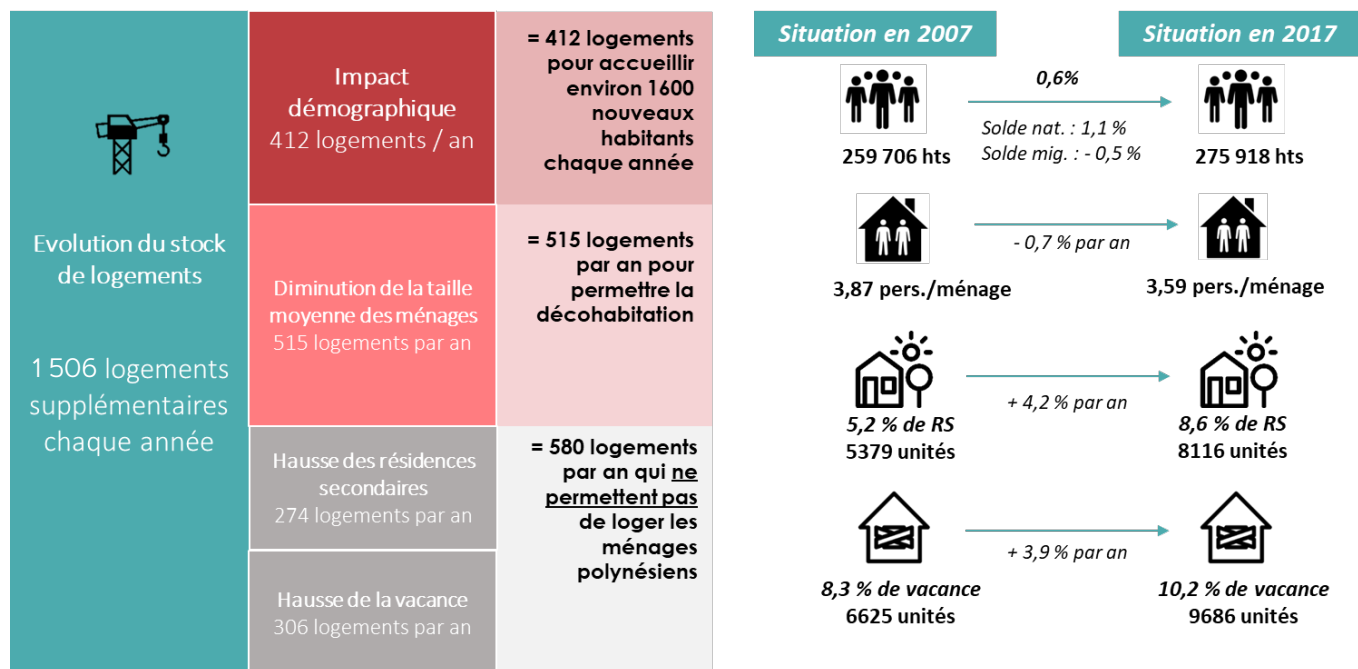 Evolution du stock
de logements
1 506 logements
supplémentaires
chaque année
Impact
démographique
412 logements / an
= 412 logements
pour accueillir
environ 1600
nouveaux
habitants
chaque année
Diminution de la taille
moyenne des ménages
515 logements par an
= 515 logements
par an pour
permettre la
décohabitation
Hausse des résidences
secondaires
274 logements par an
Hausse de la vacance
306 logements par an
= 580 logements
par an qui ne
permettent pas
de loger les
ménages
polynésiens
Situation en 2007
Situation en 2017
0,6%
Solde nat. : 1,1 %
Solde mig. : - 0,5 %
259 706 hts
275 918 hts
- 0,7 % par an
3,87 pers./ménage
3,59 pers./ménage
+ 4,2 % par an
5,2 % de RS
5379 unités
8,6 % de RS
8116 unités
+ 3,9 % par an
8,3 % de vacance
6625 unités
10,2 % de vacance
9686 unités